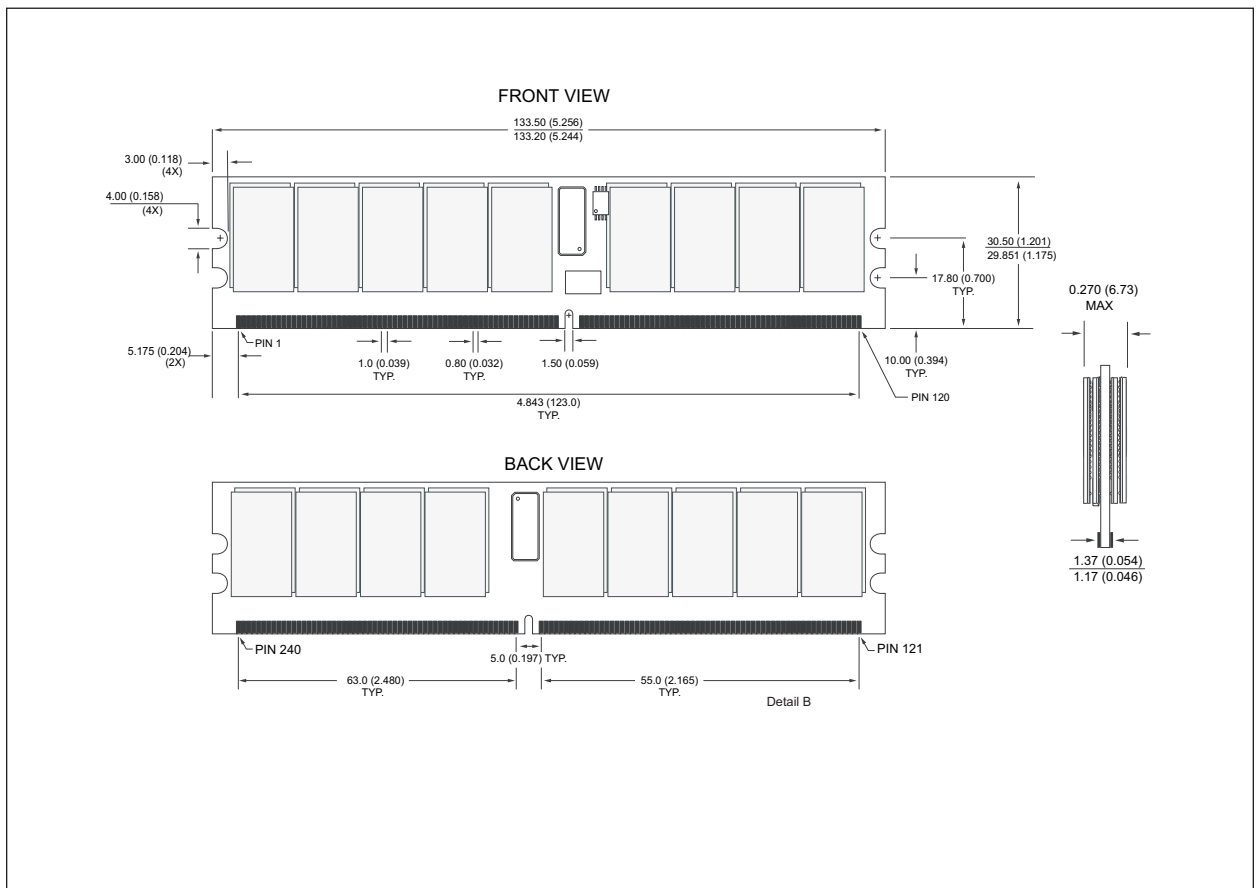 FRONT VIEW
133.50 (5.256)
133.20 (5.244)
3.00 (0.118)
(4X)
4.00 (0.158)
(4X)
30.50 (1.201)
29.851 (1.175)
17.80 (0.700)
TYP.
0.270 (6.73)
MAX
PIN 1
5.175 (0.204)
(2X)
1.0 (0.039)
TYP.
0.80 (0.032)
TYP.
1.50 (0.059)
10.00 (0.394)
TYP.
4.843 (123.0)
TYP.
PIN 120
BACK VIEW
1.37 (0.054)
1.17 (0.046)
PIN 240
5.0 (0.197) TYP.
PIN 121
63.0 (2.480)
TYP.
55.0 (2.165)
TYP.
Detail B